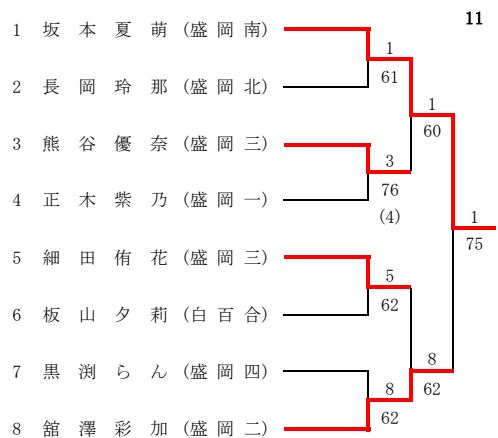 11
1 坂本夏萌 (盛岡南)
1
61
2 長岡玲那 (盛岡北)
1
60
3 熊谷優奈 (盛岡三)
3
76
(4)
4 正木紫乃 (盛岡一)
1
75
5 細田侑花 (盛岡三)
5
62
6 板山夕莉 (白百合)
8
62
7 黒渕らん (盛岡四)
8
62
8 舘澤彩加 (盛岡二)